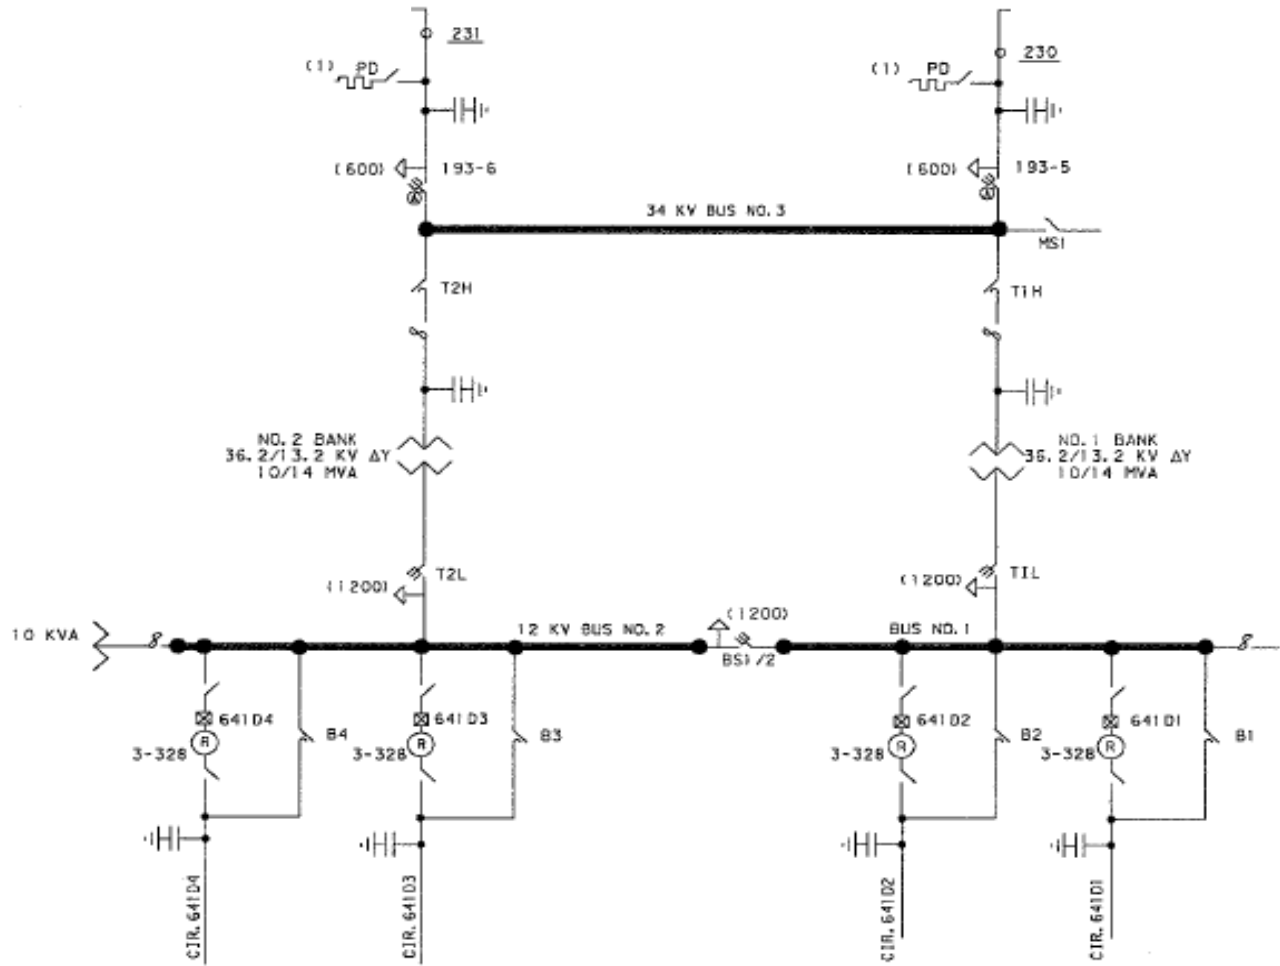 231
230
(1) PD
(1) PD
(600) 193-6
(600) 193-5
34 KV BUS NO. 3
MS1
T2H
T1H
NO. 2 BANK
36.2/13.2 KV ΔY
10/14 MVA
NO. 1 BANK
36.2/13.2 KV ΔY
10/14 MVA
T2L
(1200)
T1L
(1200)
10 KVA
12 KV BUS NO. 2
(1200)
BS1/2
BUS NO. 1
641D4
3-328
R
B4
641D3
3-328
R
B3
641D2
3-328
R
B2
641D1
3-328
R
B1
CIR. 641D4
CIR. 641D3
CIR. 641D2
CIR. 641D1